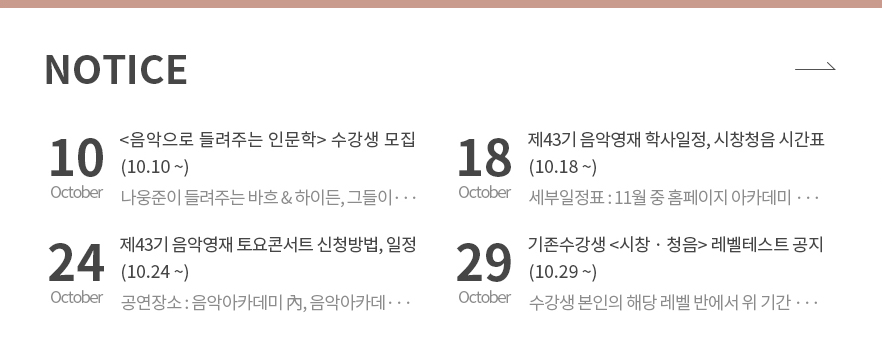 NOTICE
10
October
<음악으로 들려주는 인문학> 수강생 모집
(10.10 ~)
나웅준이 들려주는 바흐 & 하이든, 그들이 · · ·
18
October
제43기 음악영재 학사일정, 시창청음 시간표
(10.18 ~)
세부일정표 : 11월 중 홈페이지 아카데미 · · ·
24
October
제43기 음악영재 토요콘서트 신청방법, 일정
(10.24 ~)
공연장소 : 음악아카데미 內, 음악아카데 · · ·
29
October
기존수강생 <시창 · 청음> 레벨테스트 공지
(10.29 ~)
수강생 본인의 해당 레벨 반에서 위 기간 · · ·